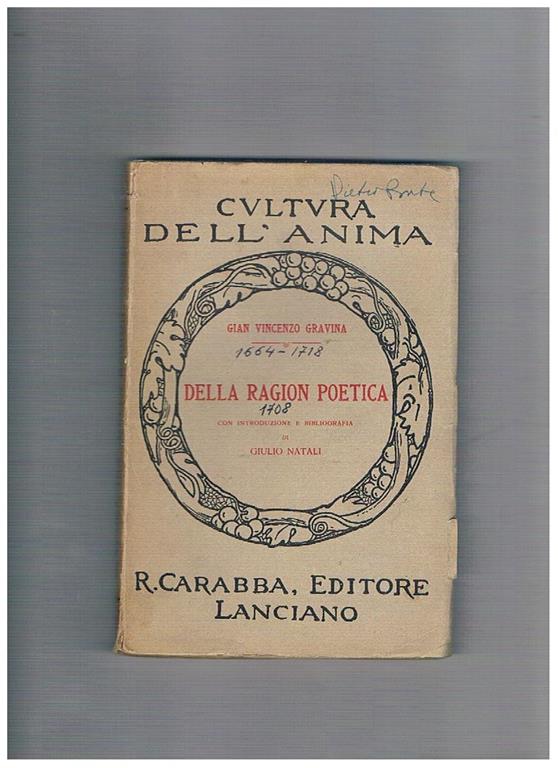 CVLTVRA
DELL'ANIMA
GIAN VINCENZO GRAVINA
1664-1718
DELLA RAGION POETICA
1708
CON INTRODUZIONE E BIBLIOGRAFIA
DI
GIULIO NATALI
R. CARABBA, EDITORE
LANCIANO